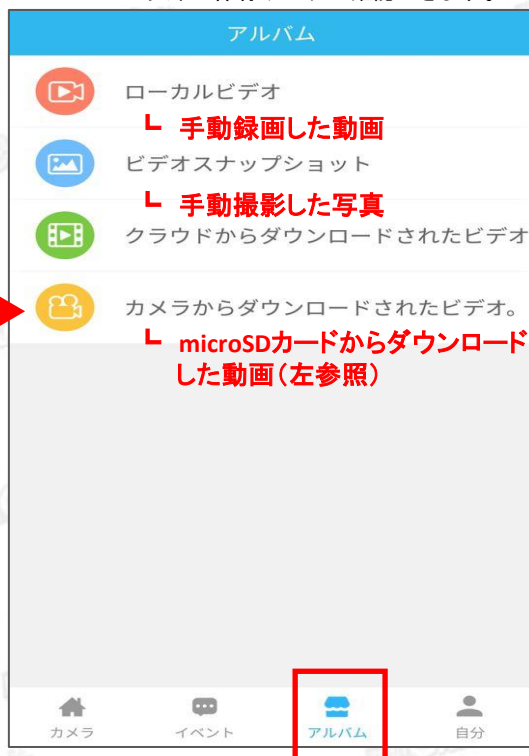 アルバム
ローカルビデオ
┗ 手動録画した動画
ビデオスナップショット
┗ 手動撮影した写真
クラウドからダウンロードされたビデオ
カメラからダウンロードされたビデオ。
┗ microSDカードからダウンロード
した動画（左参照）
カメラ
イベント
アルバム
自分